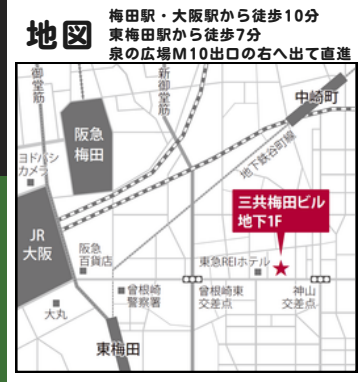 地図
梅田駅・大阪駅から徒歩10分
東梅田駅から徒歩7分
泉の広場M10出口の右へ出て直進
御堂筋
新御堂筋
中崎町
阪急
梅田
ヨドバシ
カメラ
地下鉄谷町線
三共梅田ビル
地下1F
JR
大阪
阪急
百貨店
東急REIホテル
曾根崎
警察署
曾根崎東
交差点
神山
交差点
大丸
東梅田